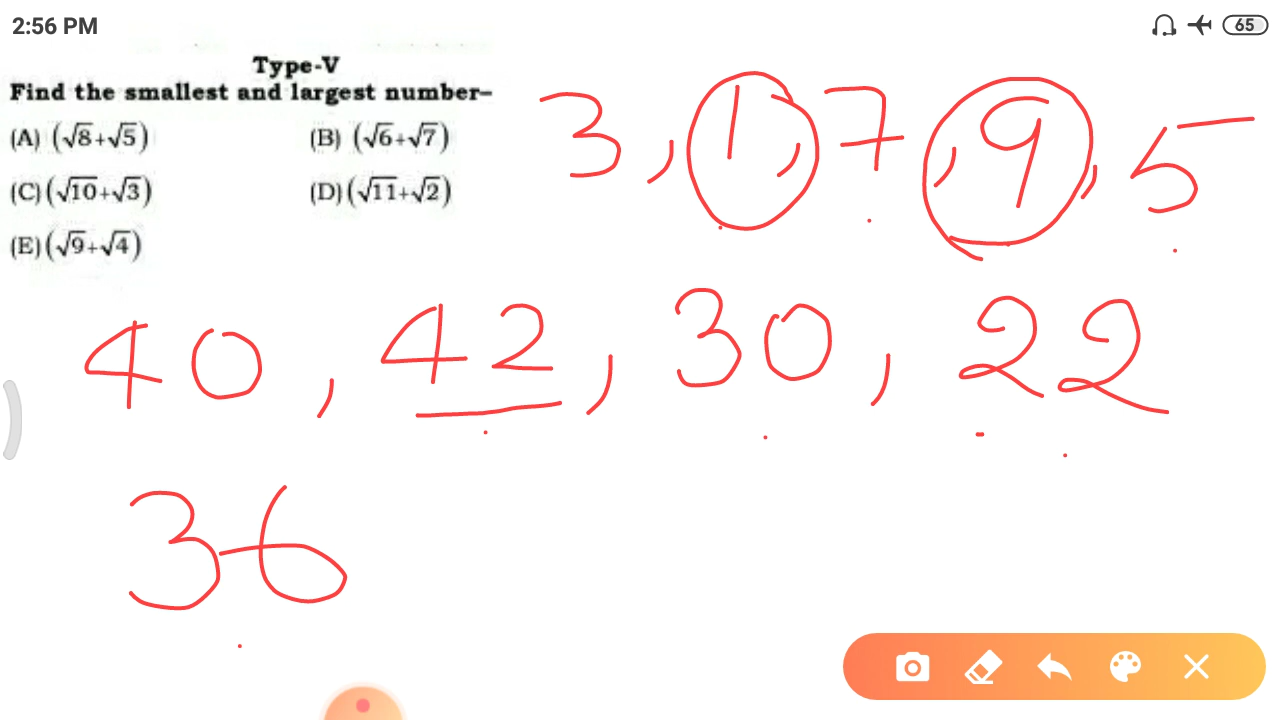 2:56 PM
65
Type-V
Find the smallest and largest number-
(A) (√8+√5)
(B) (√6+√7)
(C) (√10+√3)
(D) (√11+√2)
(E) (√9+√4)
3, 1, 7, 9, 5
40, 42, 30, 22
36